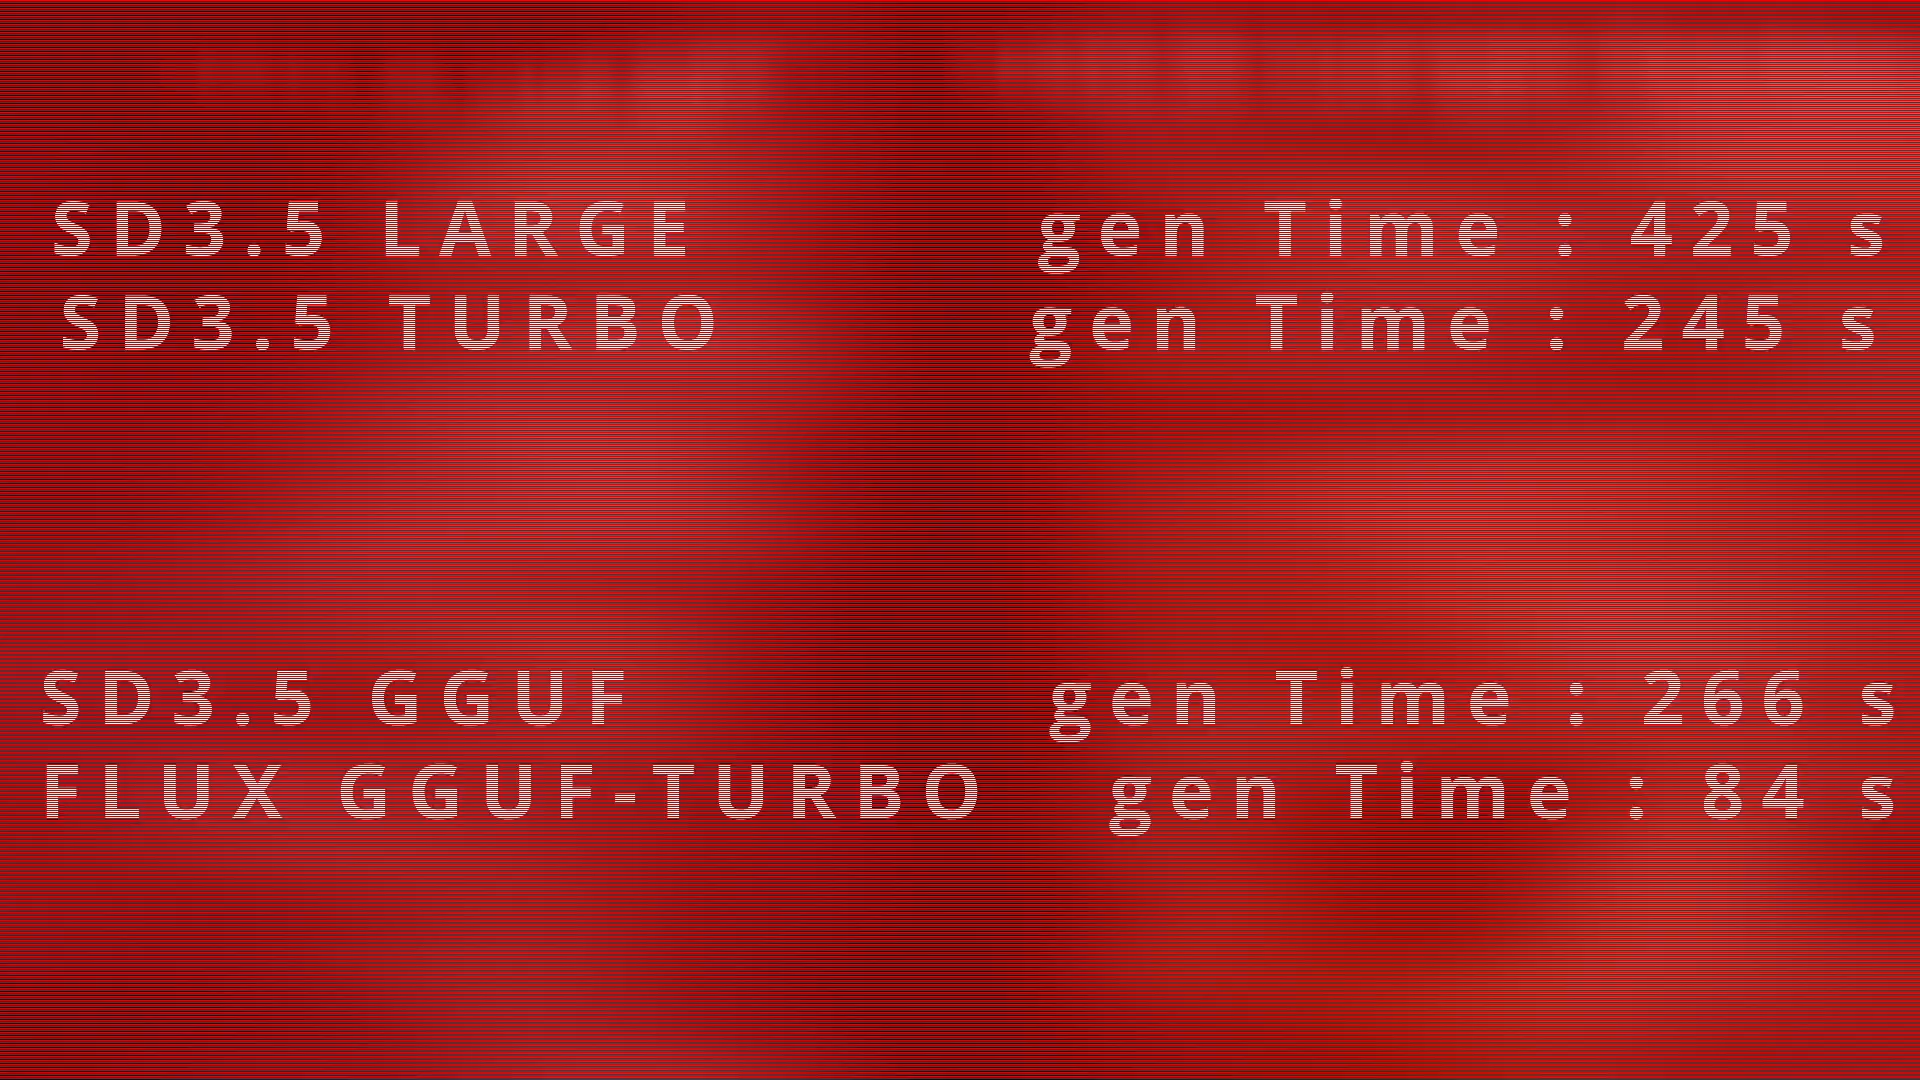 SD3.5 LARGE gen Time : 425 s
SD3.5 TURBO gen Time : 245 s
SD3.5 GGUF gen Time : 266 s
FLUX GGUF-TURBO gen Time : 84 s